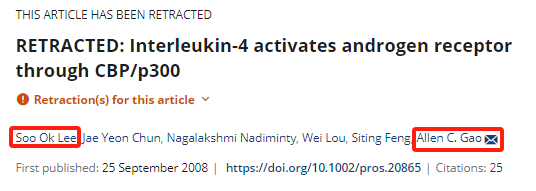 THIS ARTICLE HAS BEEN RETRACTED
RETRACTED: Interleukin-4 activates androgen receptor
through CBP/p300
Retraction(s) for this article
Soo Ok Lee, Jae Yeon Chun, Nagalakshmi Nadiminty, Wei Lou, Siting Feng, Allen C. Gao
First published: 25 September 2008 | https://doi.org/10.1002/pros.20865 | Citations: 25